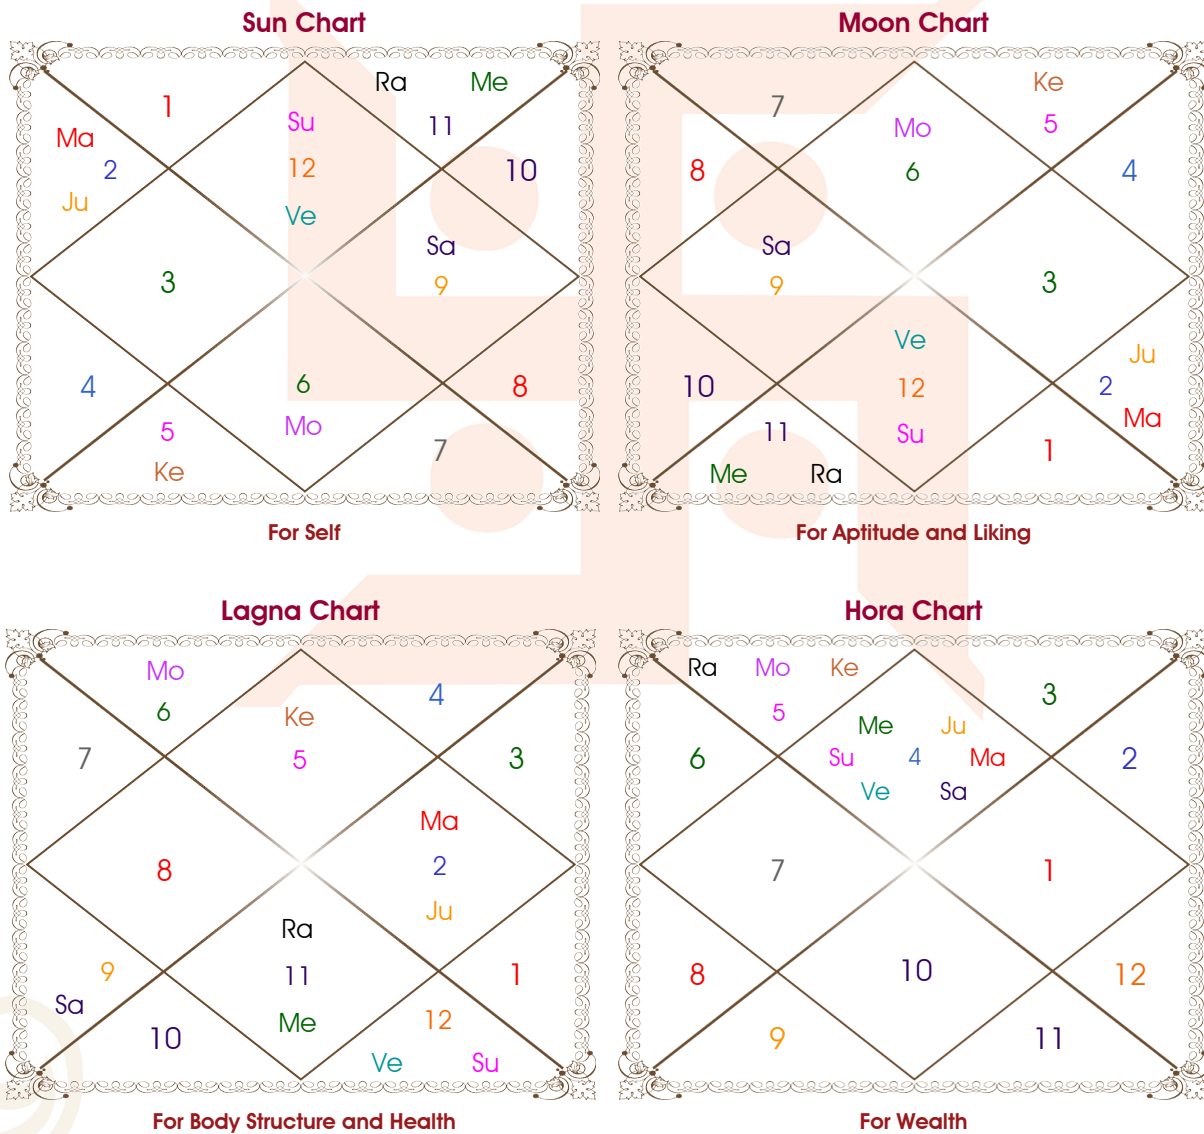 Sun Chart
Ra Me
1
Su
11
Ma
2
12
10
Ju
Ve
Sa
3
9
4
6
8
5
Mo
7
Ke
For Self
Moon Chart
Ke
7
Mo
5
8
6
4
Sa
9
3
Ve
Ju
10
12
2
11
Su
Ma
1
Me Ra
For Aptitude and Liking
Lagna Chart
Mo
4
6
Ke
7
5
3
Ma
8
2
Ju
Ra
9
11
1
Sa
Me
12
10
Ve Su
For Body Structure and Health
Hora Chart
Ra Mo Ke
3
5
Me Ju
6
Su 4 Ma
2
Ve Sa
7
1
8
10
12
9
11
For Wealth